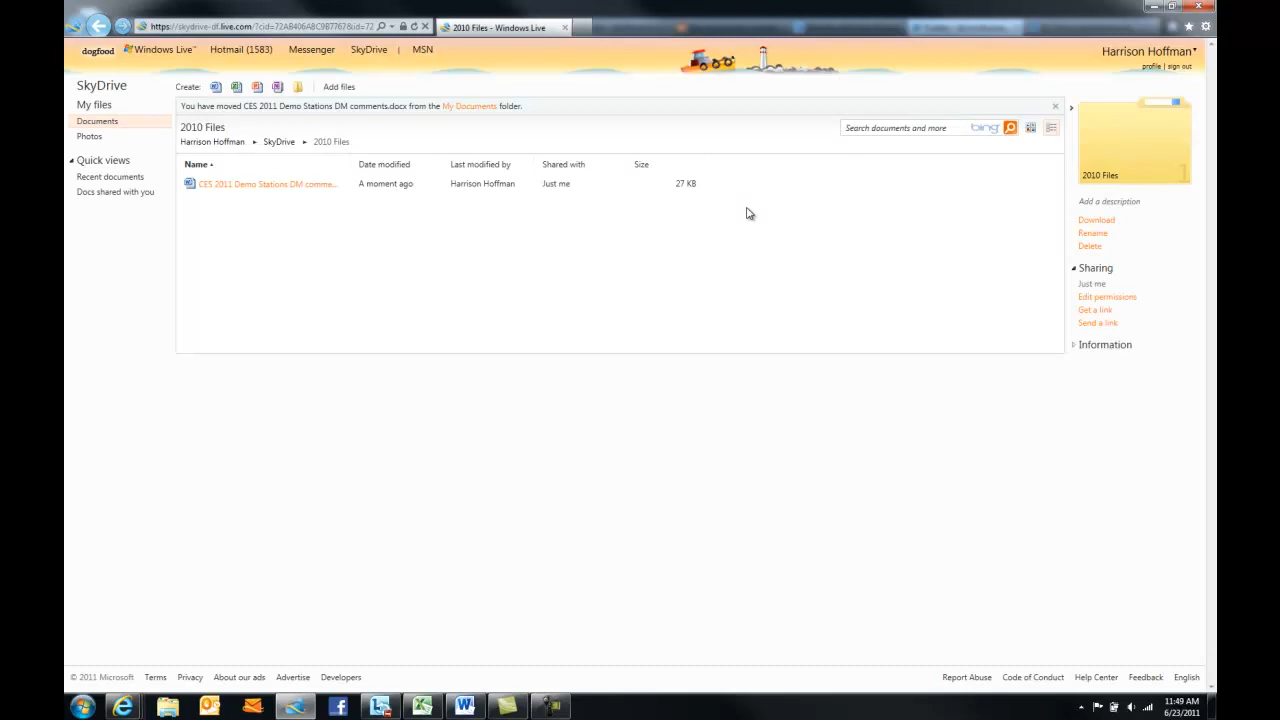 https://skydrive-df.live.com/?cid=72AB406A8C9B7767&id=72
2010 Files - Windows Live
dogfood Windows Live™ Hotmail (1583) Messenger SkyDrive | MSN
Harrison Hoffman
profile | sign out
SkyDrive
My files
Documents
Photos
Quick views
Recent documents
Docs shared with you
Create: Add files
You have moved CES 2011 Demo Stations DM comments.docx from the My Documents folder.
2010 Files
Harrison Hoffman ► SkyDrive ► 2010 Files
Search documents and more bing
Name Date modified Last modified by Shared with Size
CES 2011 Demo Stations DM comme... A moment ago Harrison Hoffman Just me 27 KB
1
2010 Files
Add a description
Download
Rename
Delete
Sharing
Just me
Edit permissions
Get a link
Send a link
Information
© 2011 Microsoft Terms Privacy About our ads Advertise Developers
Report Abuse Code of Conduct Help Center Feedback English
11:49 AM
6/23/2011